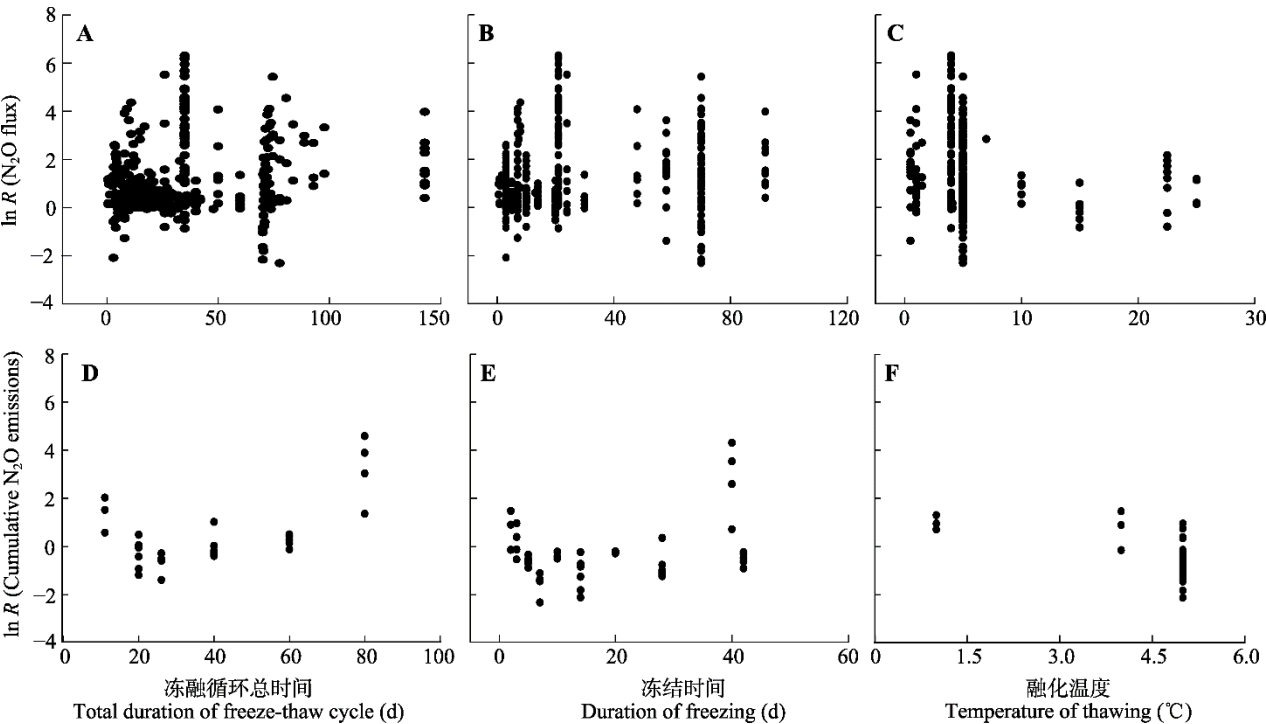 8
6
4
2
0
−2
−4
ln R (N₂O flux)
A
0
50
100
150
B
0
40
80
120
C
0
10
20
30
8
6
4
2
0
−2
−4
ln R (Cumulative N₂O emissions)
D
0
20
40
60
80
100
E
0
20
40
60
F
0
1.5
3.0
4.5
6.0
冻融循环总时间
Total duration of freeze-thaw cycle (d)
冻结时间
Duration of freezing (d)
融化温度
Temperature of thawing (℃)